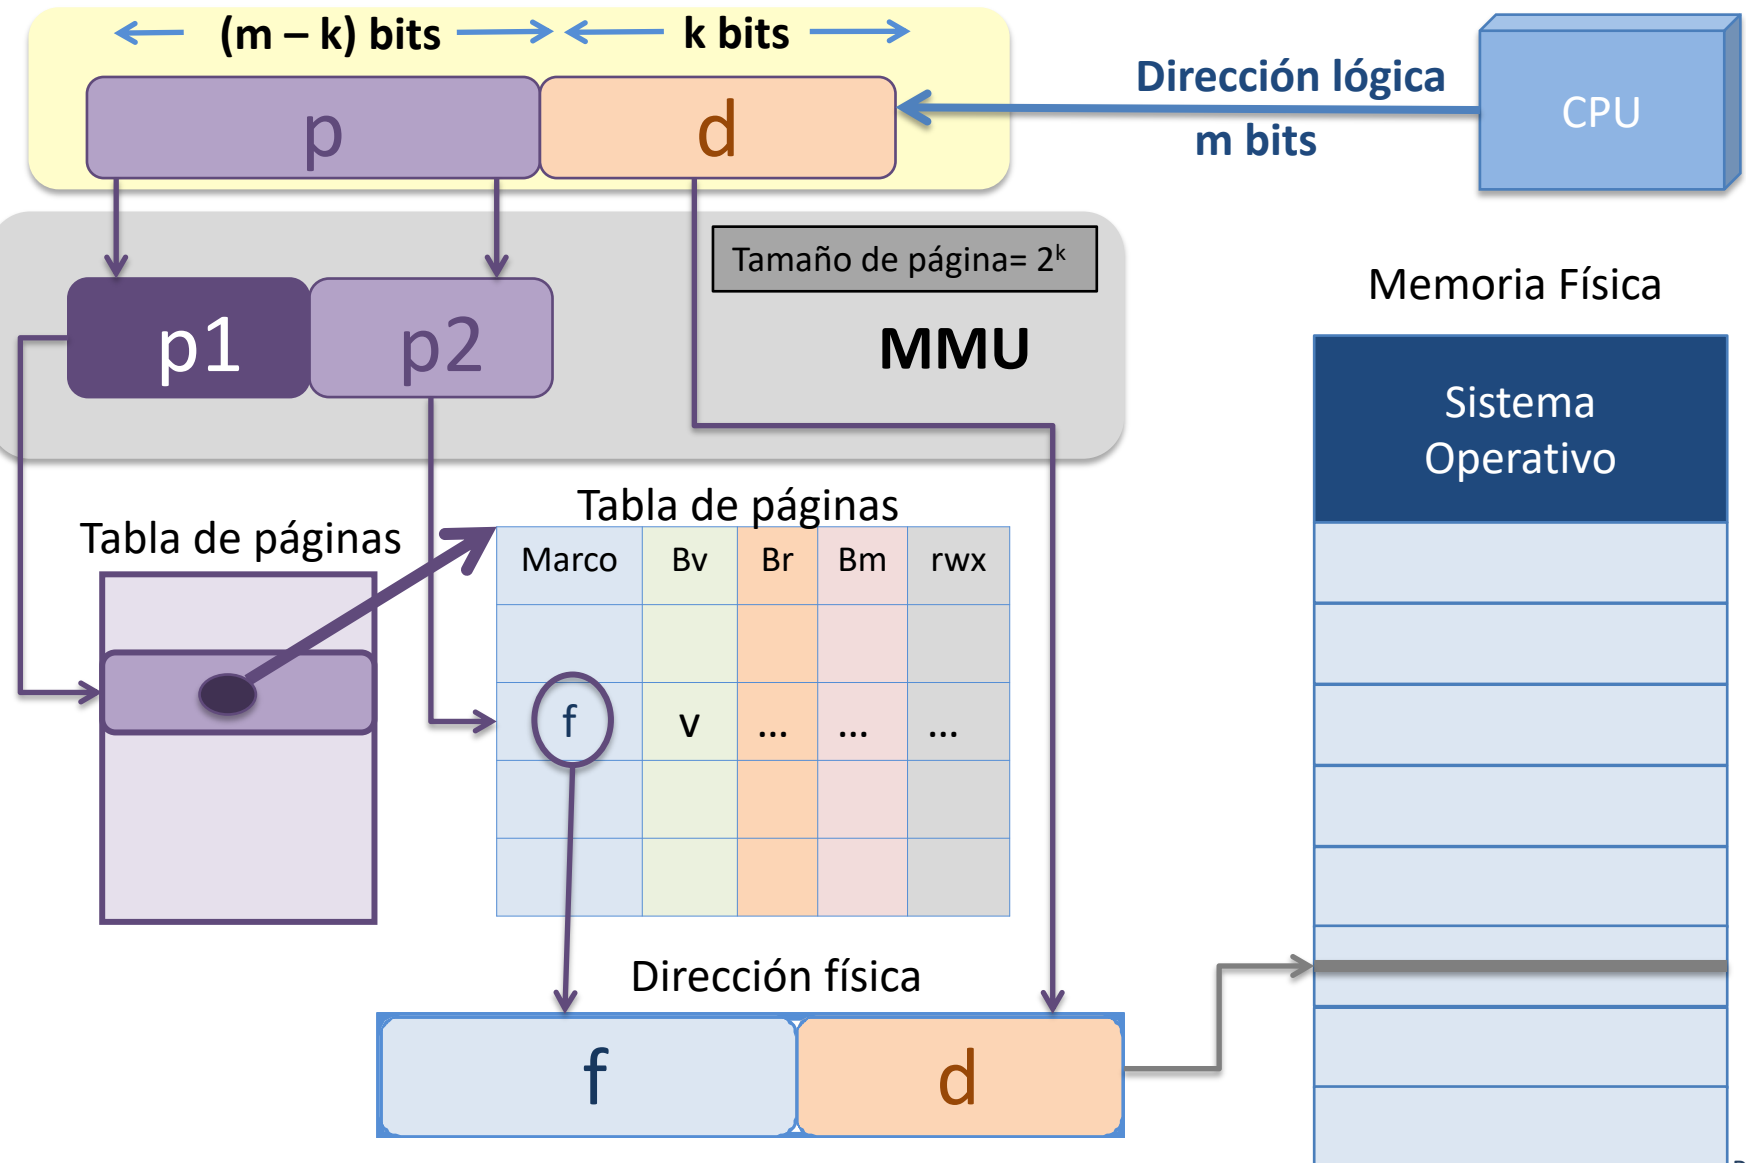 (m – k) bits
k bits
Dirección lógica
m bits
CPU
p
d
Tamaño de página= 2ᵏ
MMU
p1
p2
Memoria Física
Sistema
Operativo
Tabla de páginas
Tabla de páginas
Marco Bv Br Bm rwx
f v ... ... ...
Dirección física
f
d